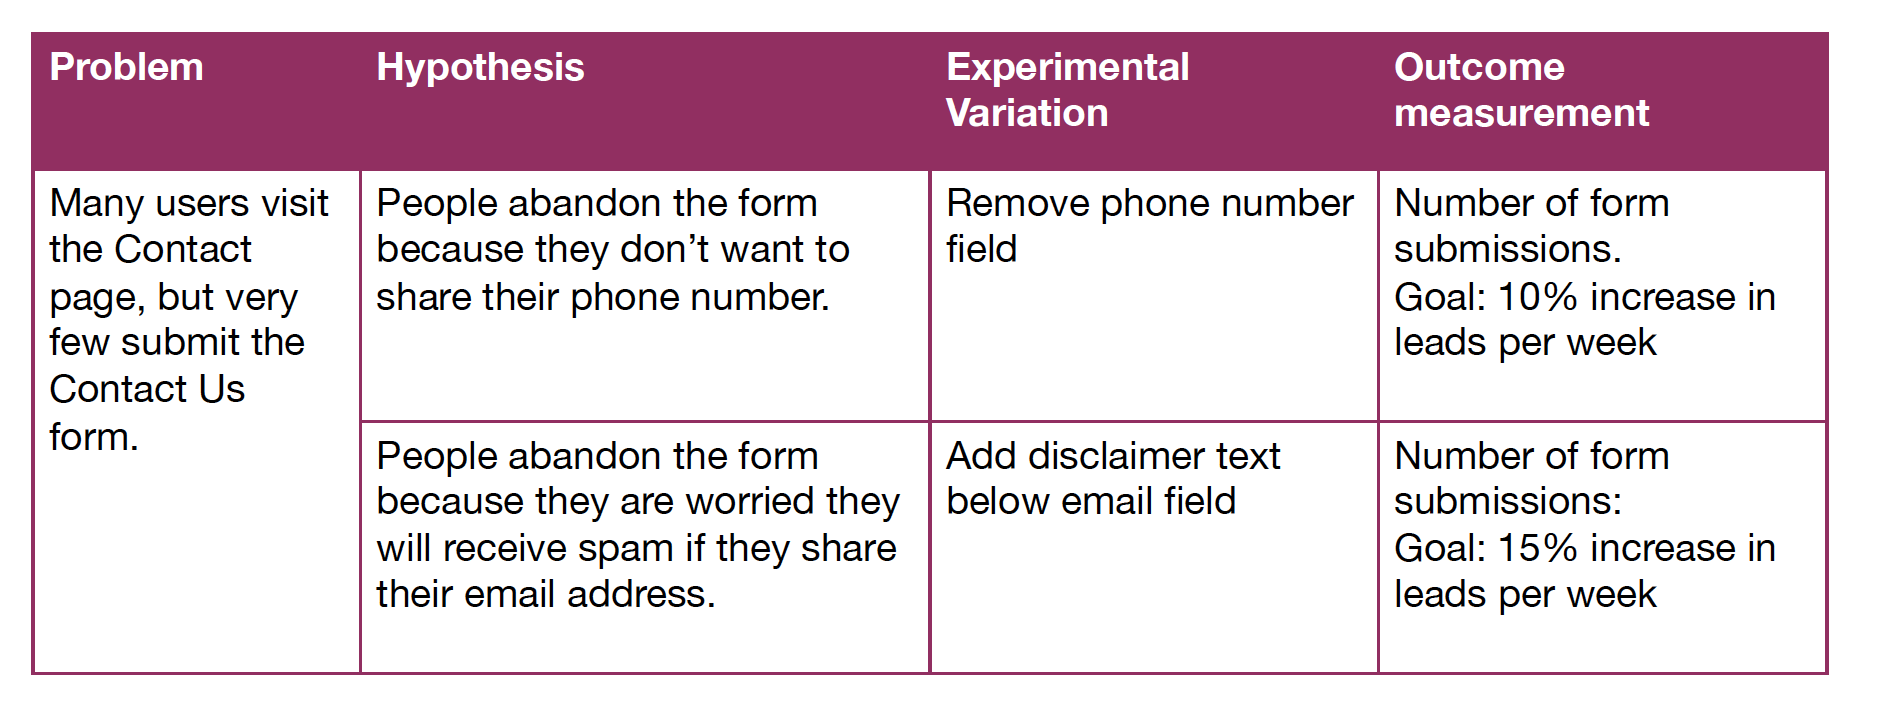 Problem
Hypothesis
Experimental
Variation
Outcome
measurement
Many users visit
the Contact
page, but very
few submit the
Contact Us
form.
People abandon the form
because they don’t want to
share their phone number.
Remove phone number
field
Number of form
submissions.
Goal: 10% increase in
leads per week
People abandon the form
because they are worried they
will receive spam if they share
their email address.
Add disclaimer text
below email field
Number of form
submissions:
Goal: 15% increase in
leads per week